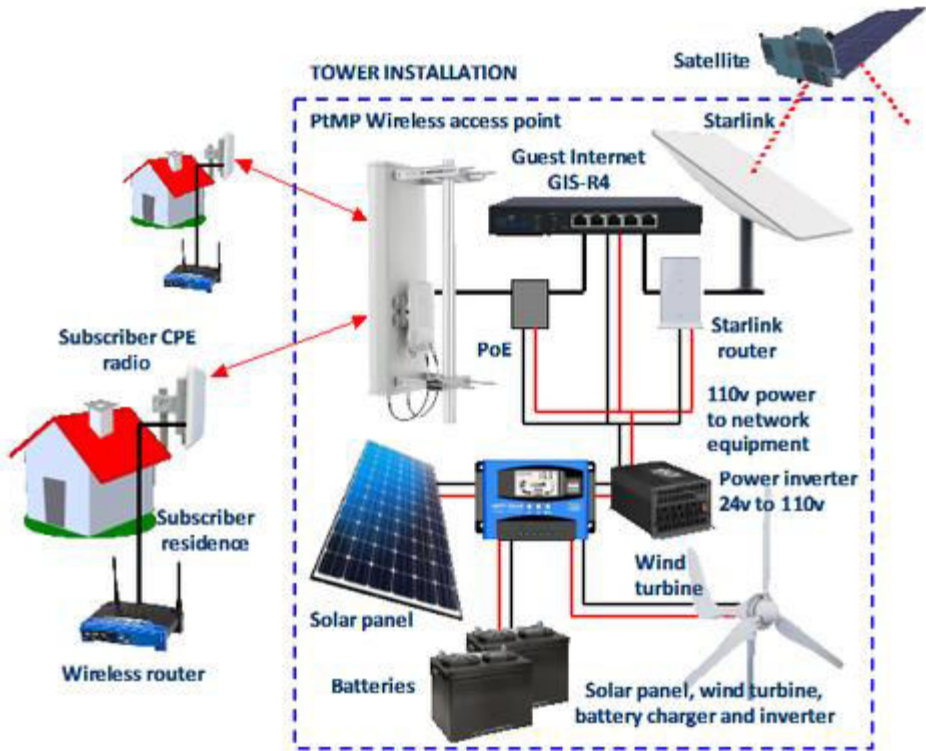 Satellite
TOWER INSTALLATION
PtMP Wireless access point
Starlink
Guest Internet
GIS-R4
Subscriber CPE
radio
PoE
Starlink
router
110v power
to network
equipment
Power inverter
24v to 110v
Subscriber
residence
Wind
turbine
Solar panel
Wireless router
Batteries
Solar panel, wind turbine,
battery charger and inverter